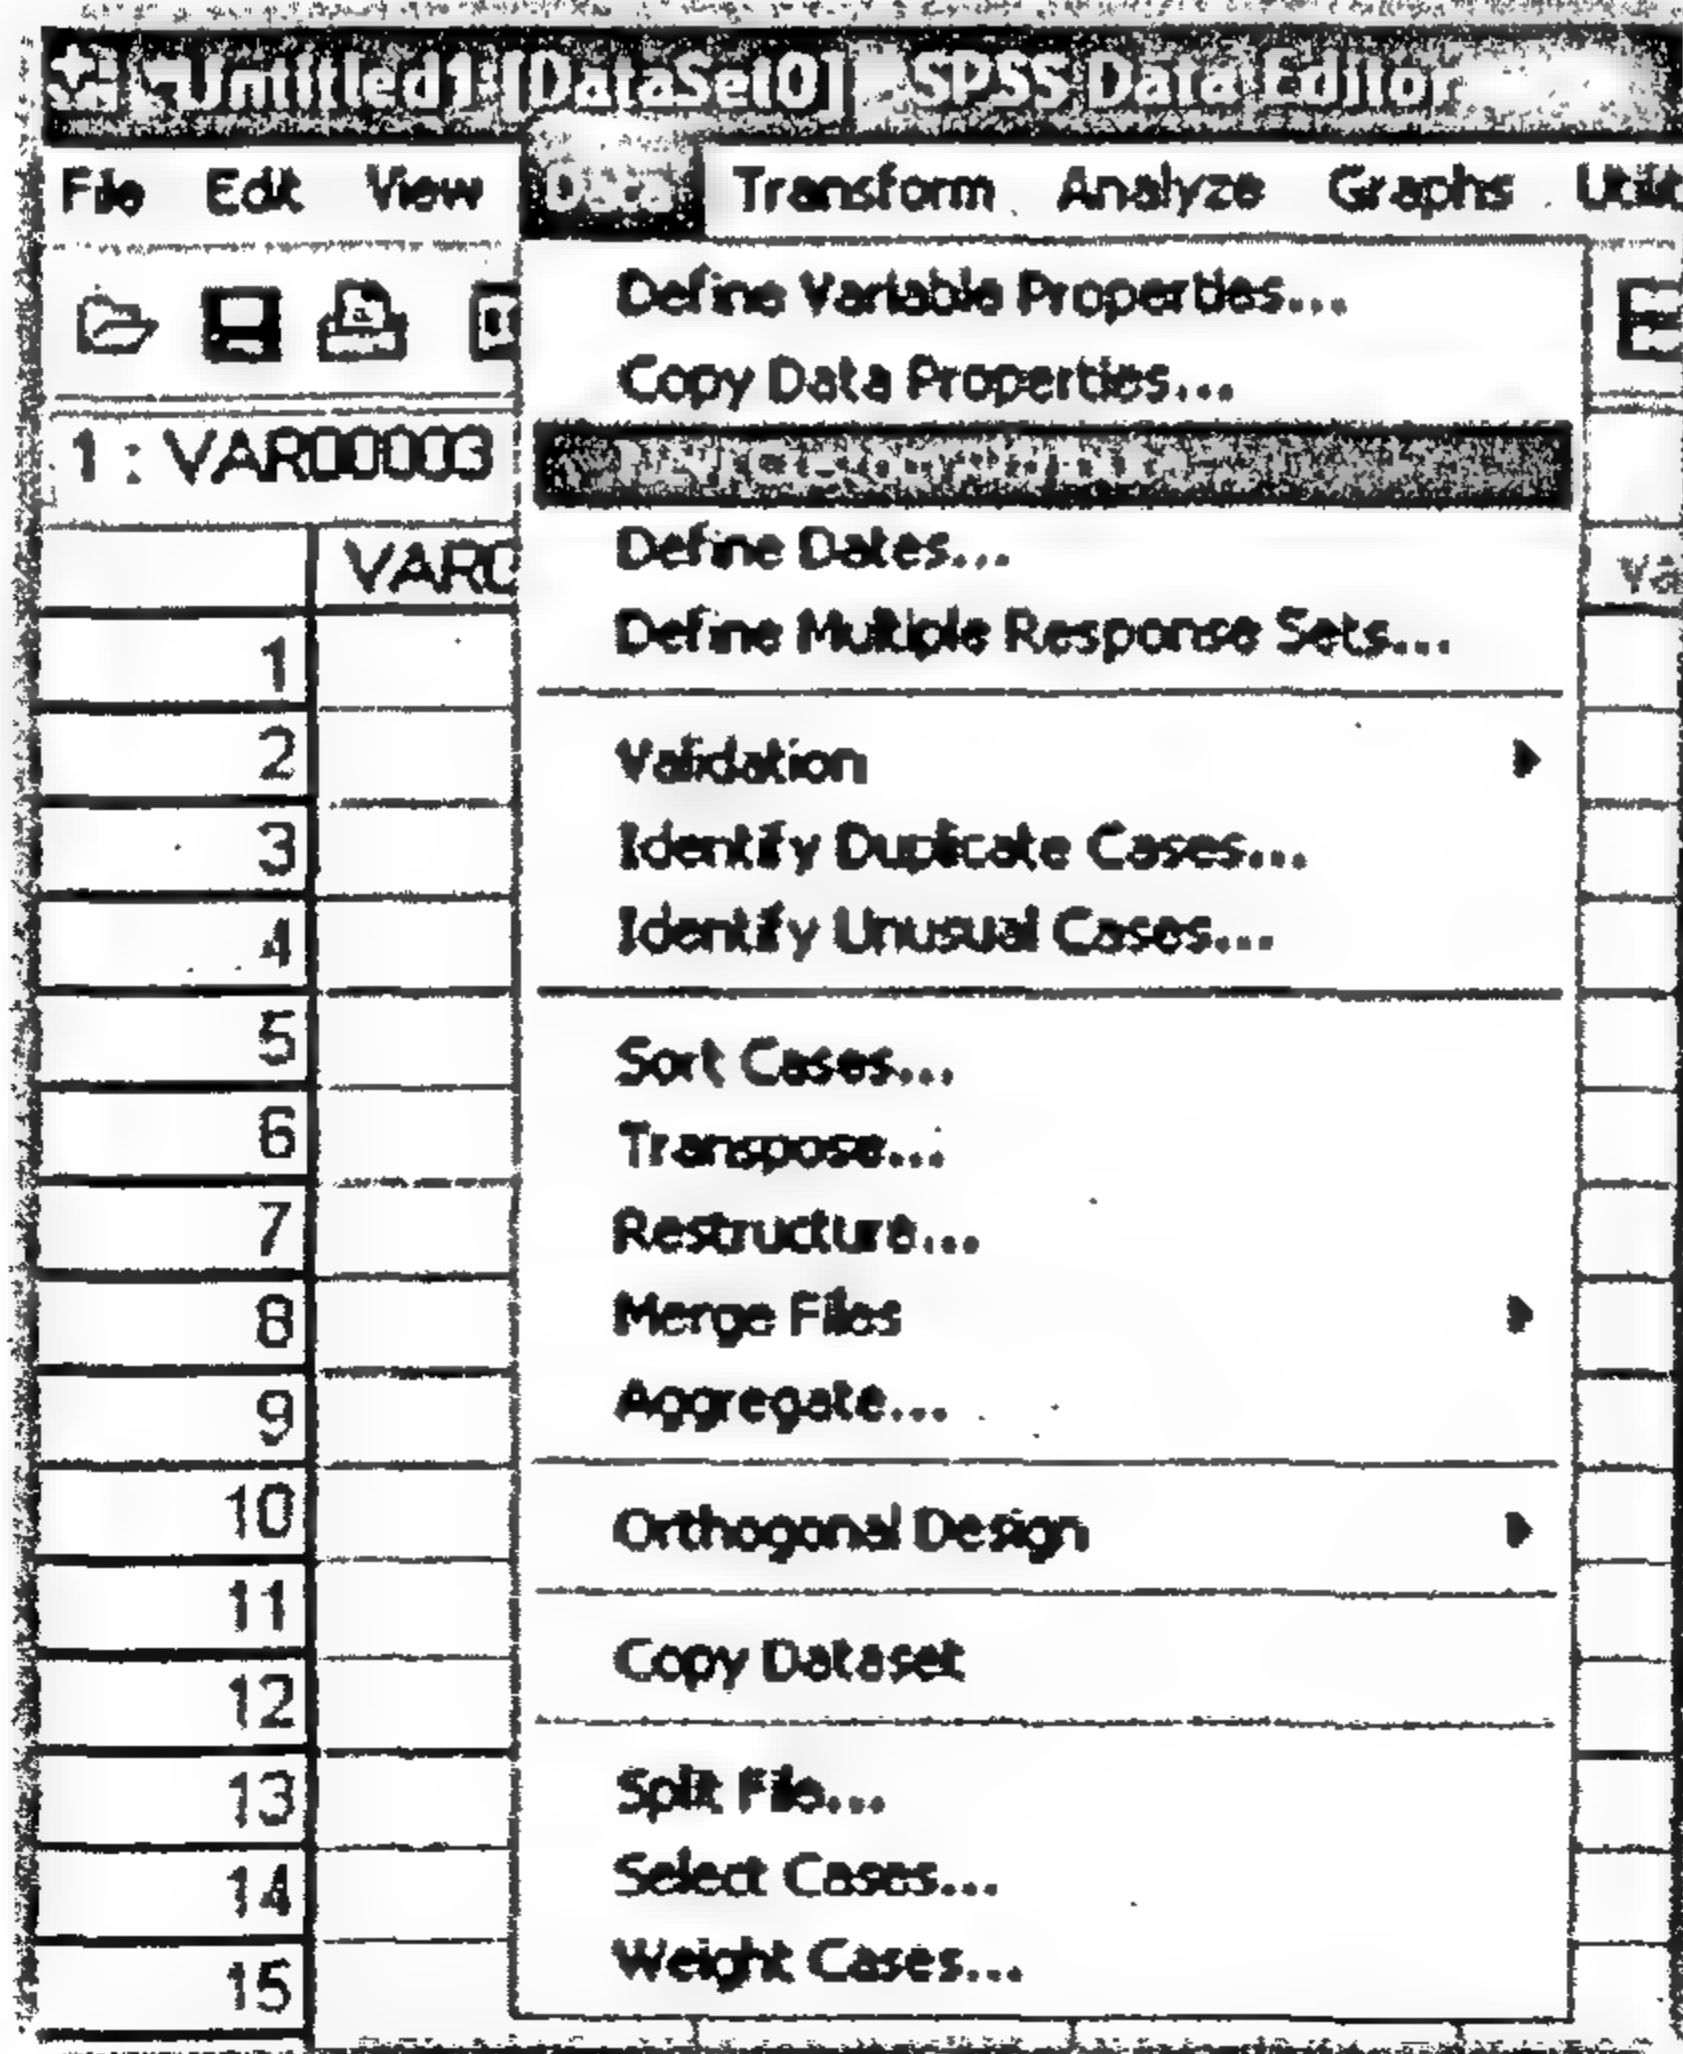 *Untitled1 [DataSet0] - SPSS Data Editor
File Edit View Data Transform Analyze Graphs
Define Variable Properties...
Copy Data Properties...
1 : VAR00003
Define Dates...
Define Multiple Response Sets...
1
2
Validation
3
Identify Duplicate Cases...
4
Identify Unusual Cases...
5
Sort Cases...
6
Transpose...
7
Restructure...
8
Merge Files
9
Aggregate...
10
Orthogonal Design
11
12
Copy Dataset
13
Split File...
14
Select Cases...
15
Weight Cases...